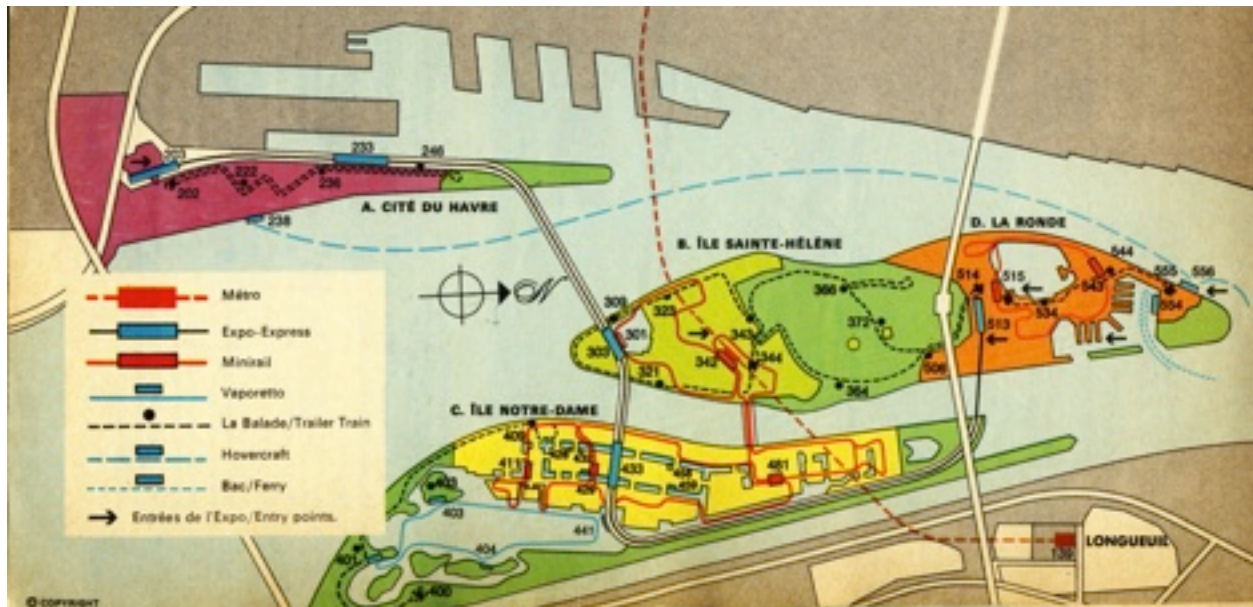 233
246
222
236
202
238
A. CITÉ DU HAVRE
D. LA RONDE
B. ÎLE SAINTE-HÉLÈNE
544
514
515
555
556
543
554
534
513
366
309
323
301
343
372
303
342
344
506
321
364
Métro
Expo-Express
Minirail
Vaporetto
La Balade/Trailer Train
Hovercraft
Bac/Ferry
Entrées de l'Expo/Entry points.
C. ÎLE NOTRE-DAME
411
433
461
403
441
404
401
400
LONGUEUIL
© COPYRIGHT